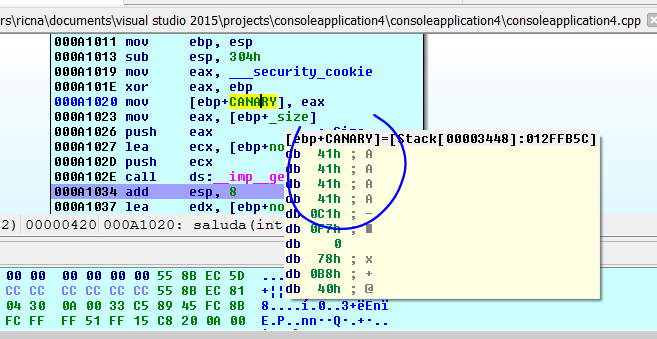 rs\ricna\documents\visual studio 2015\projects\consoleapplication4\consoleapplication4\consoleapplication4.cpp
000A1011 mov ebp, esp
000A1013 sub esp, 304h
000A1019 mov eax, ___security_cookie
000A101E xor eax, ebp
000A1020 mov [ebp+CANARY], eax
000A1023 mov eax, [ebp+_size]
000A1026 push eax
000A1027 lea ecx, [ebp+no
000A102D push ecx
000A102E call ds:__imp__ge
000A1034 add esp, 8
000A1037 lea edx, [ebp+no
[ebp+CANARY]=[Stack[00003448]:012FFB5C]
db 41h ; A
db 41h ; A
db 41h ; A
db 41h ; A
db 0C1h ; -
db 0F7h ;
db 0
db 78h ; x
db 0B8h ; +
db 40h ; @
2) 00000420 000A1020: saluda(int
00 00 00 00 00 00 00 55 8B EC 5D
CC CC CC CC CC CC CC 55 8B EC 81 +¦¦
04 30 0A 00 33 C5 89 45 FC 8B 8....í.0..3+ëEnï
FC FF FF 51 FF 15 C8 20 0A 00 E.P..nn··Q·.+·..